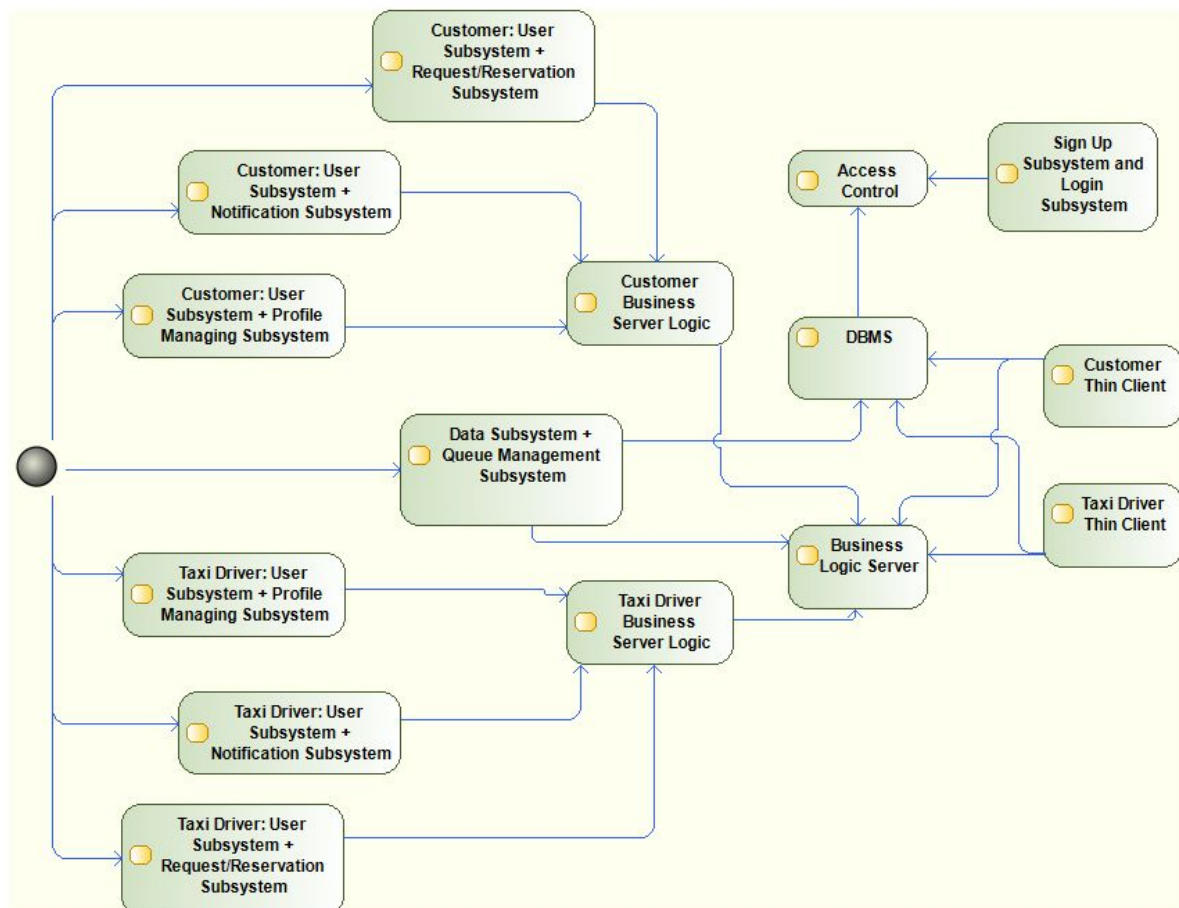 Customer: User
Subsystem +
Request/Reservation
Subsystem
Customer: User
Subsystem +
Notification Subsystem
Access
Control
Sign Up
Subsystem and
Login
Subsystem
Customer: User
Subsystem + Profile
Managing Subsystem
Customer
Business
Server Logic
DBMS
Customer
Thin Client
Data Subsystem +
Queue Management
Subsystem
Taxi Driver
Thin Client
Business
Logic Server
Taxi Driver: User
Subsystem + Profile
Managing Subsystem
Taxi Driver
Business
Server Logic
Taxi Driver: User
Subsystem +
Notification Subsystem
Taxi Driver: User
Subsystem +
Request/Reservation
Subsystem